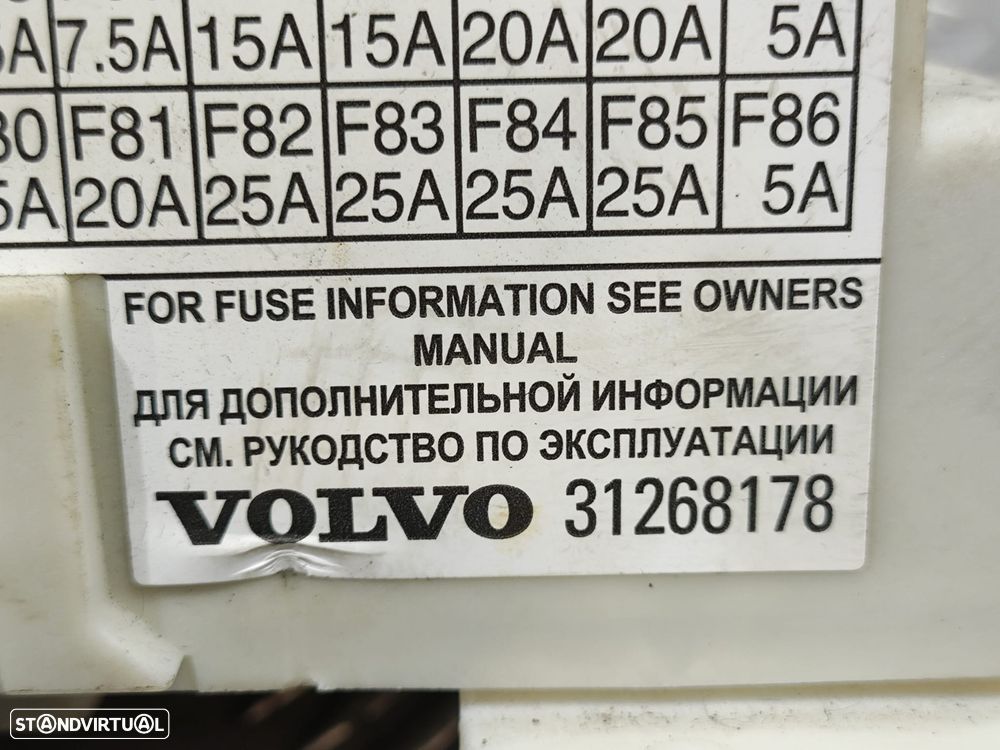 7.5A 15A 15A 20A 20A 5A
F81 F82 F83 F84 F85 F86
20A 25A 25A 25A 25A 5A
FOR FUSE INFORMATION SEE OWNERS
MANUAL
ДЛЯ ДОПОЛНИТЕЛЬНОЙ ИНФОРМАЦИИ
СМ. РУКОДСТВО ПО ЭКСПЛУАТАЦИИ
VOLVO 31268178
STANDVIRTUAL